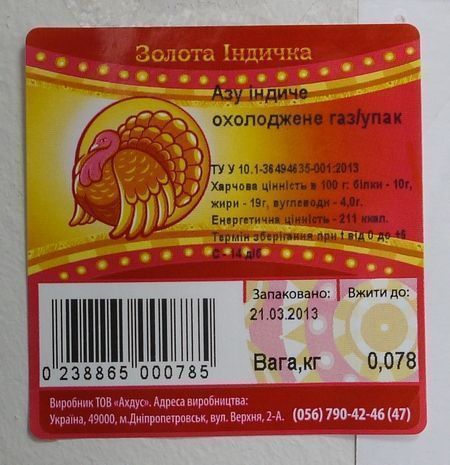 Золота Індичка
Азу індиче
охолоджене газ/упак
ТУ У 10.1-36494635-001:2013
Харчова цінність в 100 г: білки - 10г,
жири - 19г, вуглеводи - 4,0г.
Енергетична цінність - 211 ккал.
Термін зберігання при t від 0 до +6
С - 14 діб
Запаковано: Вжити до:
21.03.2013
Вага,кг 0,078
0 238865 000785
Виробник ТОВ «Ахдус». Адреса виробництва:
Україна, 49000, м.Дніпропетровськ, вул. Верхня, 2-А. (056) 790-42-46 (47)